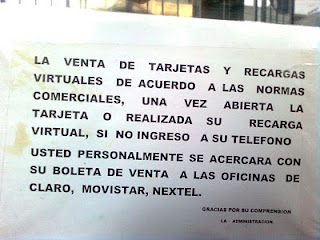 LA VENTA DE TARJETAS Y RECARGAS
VIRTUALES DE ACUERDO A LAS NORMAS
COMERCIALES, UNA VEZ ABIERTA LA
TARJETA O REALIZADA SU RECARGA
VIRTUAL, SI NO INGRESO A SU TELEFONO
USTED PERSONALMENTE SE ACERCARA CON
SU BOLETA DE VENTA A LAS OFICINAS DE
CLARO, MOVISTAR, NEXTEL.
GRACIAS POR SU COMPRENSION
LA ADMINISTRACION